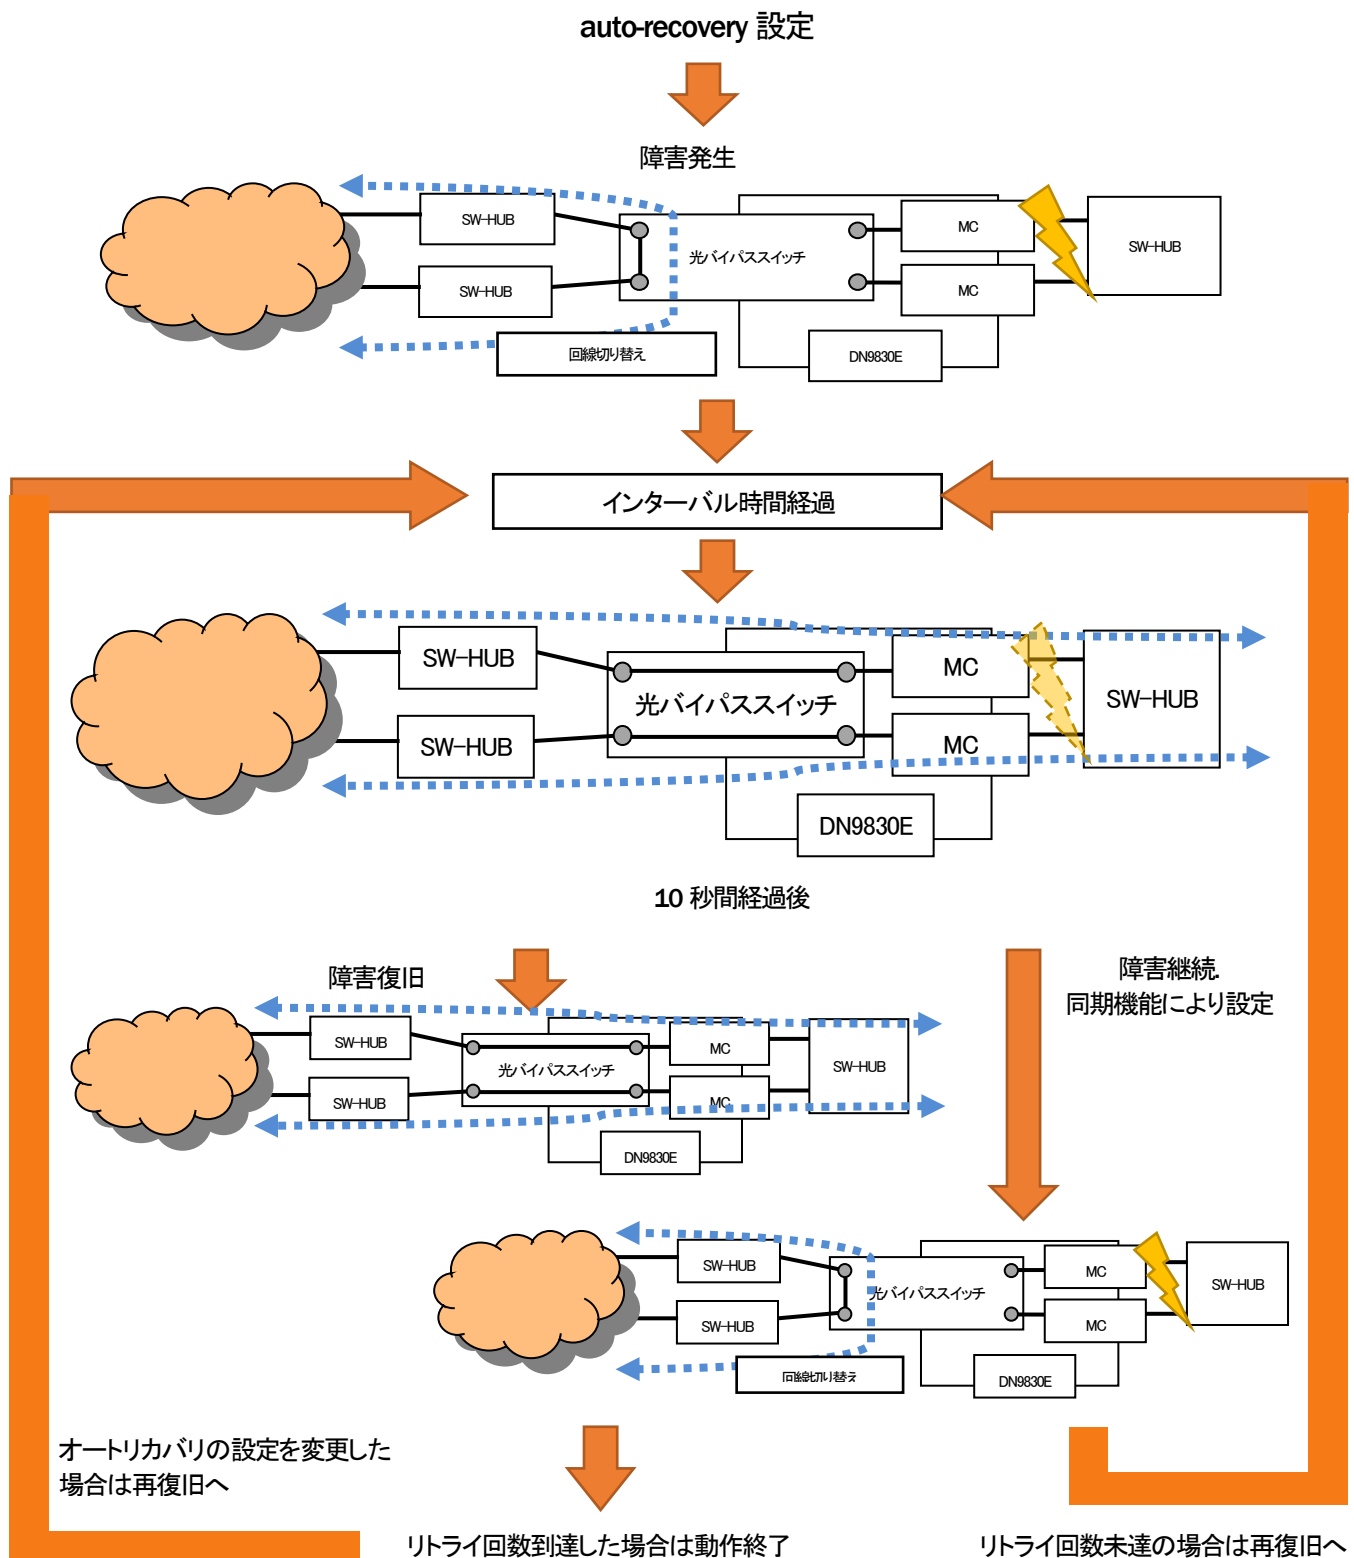 auto-recovery 設定
障害発生
SW-HUB
SW-HUB
光バイパススイッチ
MC
MC
SW-HUB
回線切り替え
DN9830E
インターバル時間経過
SW-HUB
SW-HUB
光バイパススイッチ
MC
MC
SW-HUB
DN9830E
10 秒間経過後
障害復旧
障害継続.
同期機能により設定
SW-HUB
SW-HUB
光バイパススイッチ
MC
MC
SW-HUB
DN9830E
SW-HUB
SW-HUB
光バイパススイッチ
MC
MC
SW-HUB
回線切り替え
DN9830E
オートリカバリの設定を変更した
場合は再復旧へ
リトライ回数到達した場合は動作終了
リトライ回数未達の場合は再復旧へ